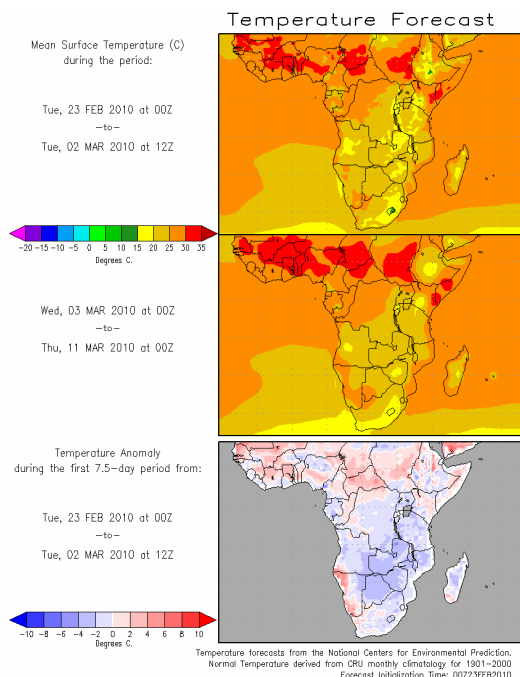 Temperature Forecast
Mean Surface Temperature (C)
during the period:
Tue, 23 FEB 2010 at 00Z
—to—
Tue, 02 MAR 2010 at 12Z
−20 −15 −10 −5 0 5 10 15 20 25 30 35
Degrees C.
Wed, 03 MAR 2010 at 00Z
—to—
Thu, 11 MAR 2010 at 00Z
Temperature Anomaly
during the first 7.5−day period from:
Tue, 23 FEB 2010 at 00Z
—to—
Tue, 02 MAR 2010 at 12Z
−10 −8 −6 −4 −2 0 2 4 6 8 10
Degrees C.
Temperature forecasts from the National Centers for Environmental Prediction.
Normal Temperature derived from CRU monthly climatology for 1901−2000
Forecast Initialization Time: 00Z23FEB2010